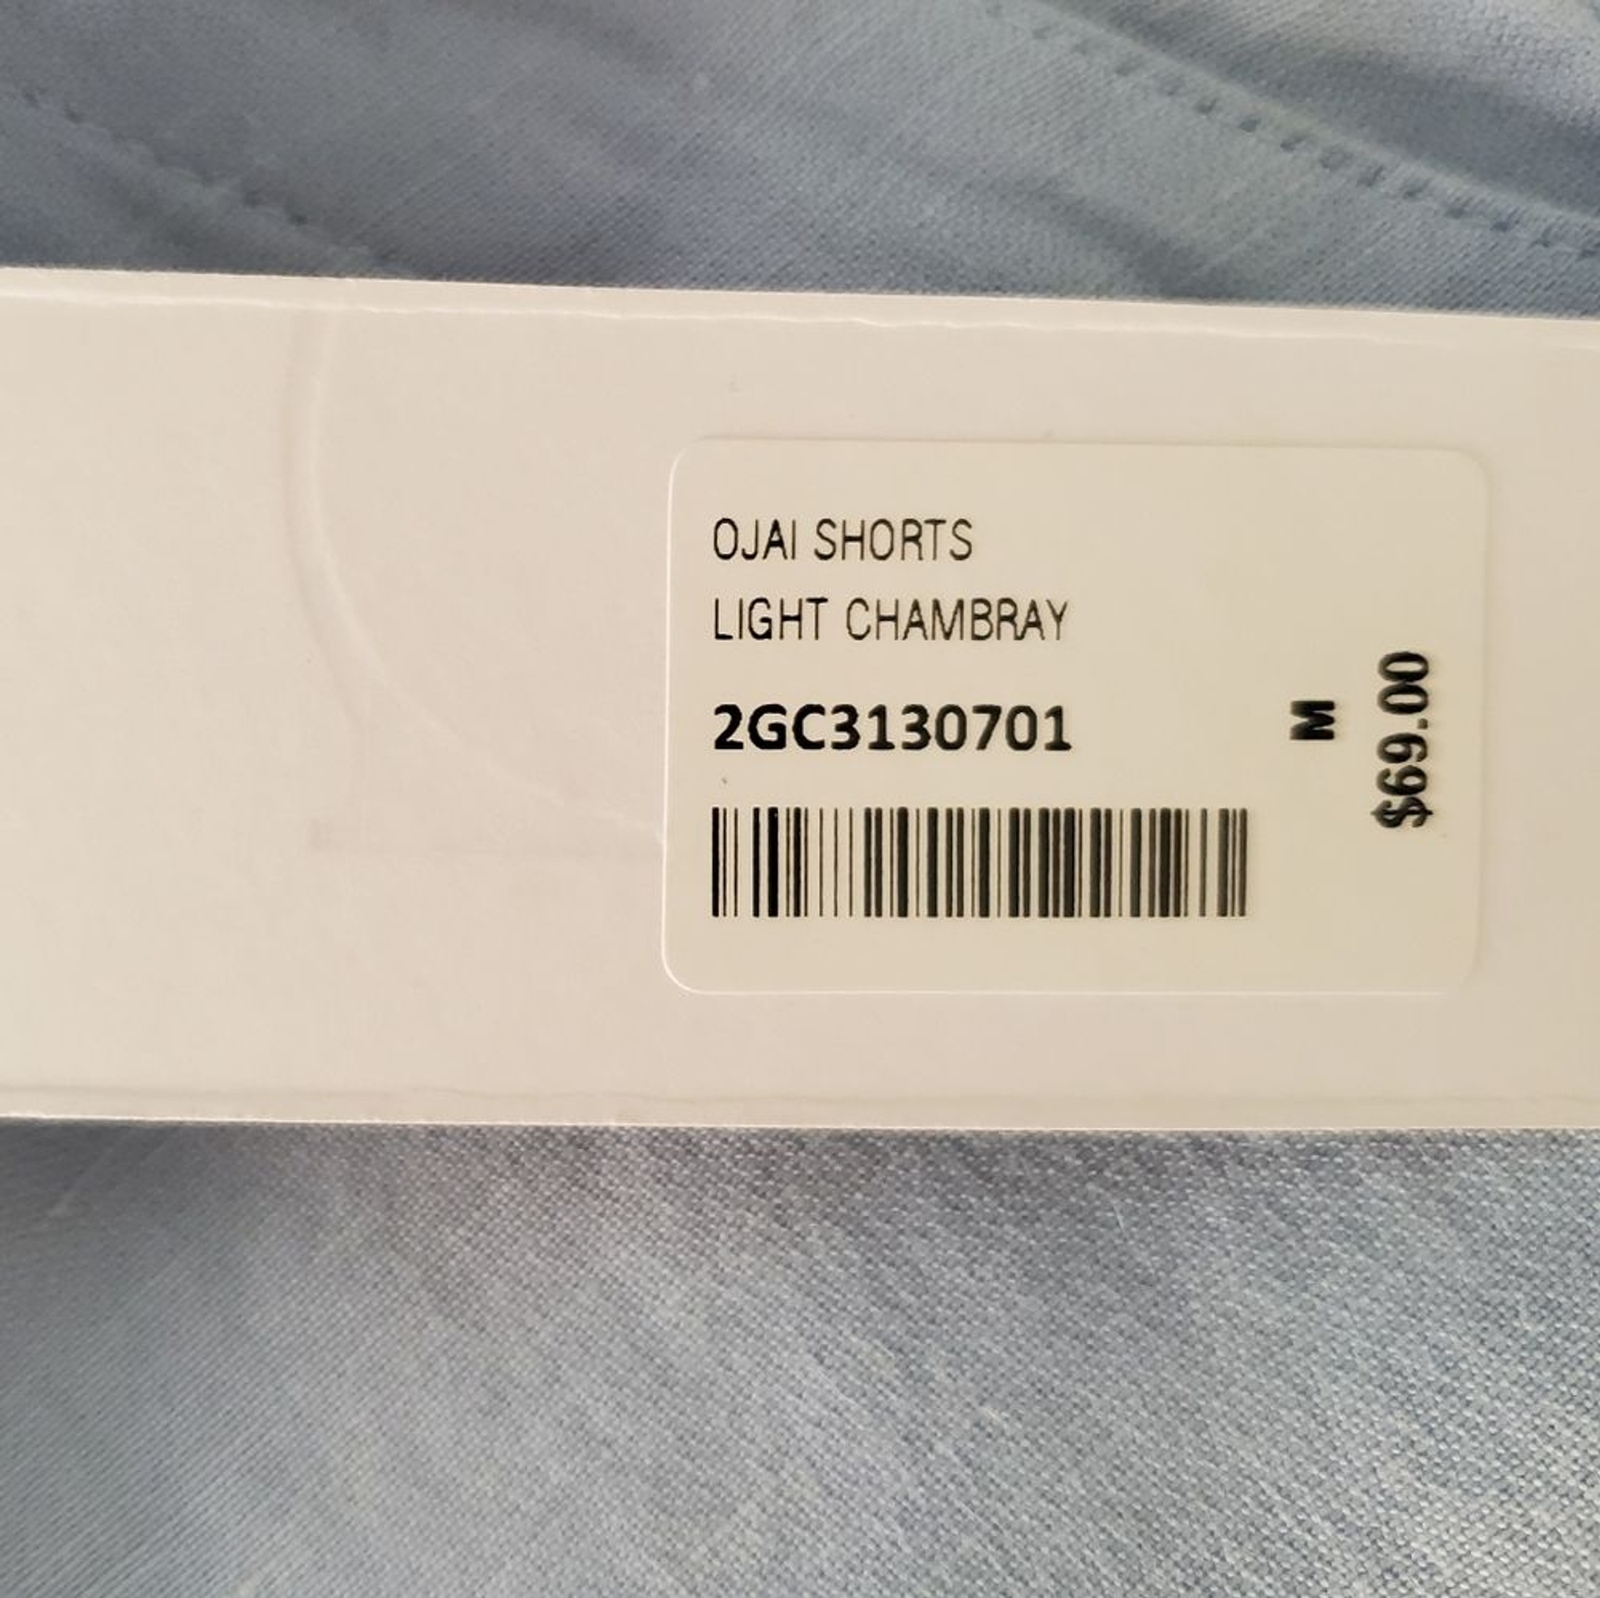 OJAI SHORTS
LIGHT CHAMBRAY
2GC3130701
M
$69.00